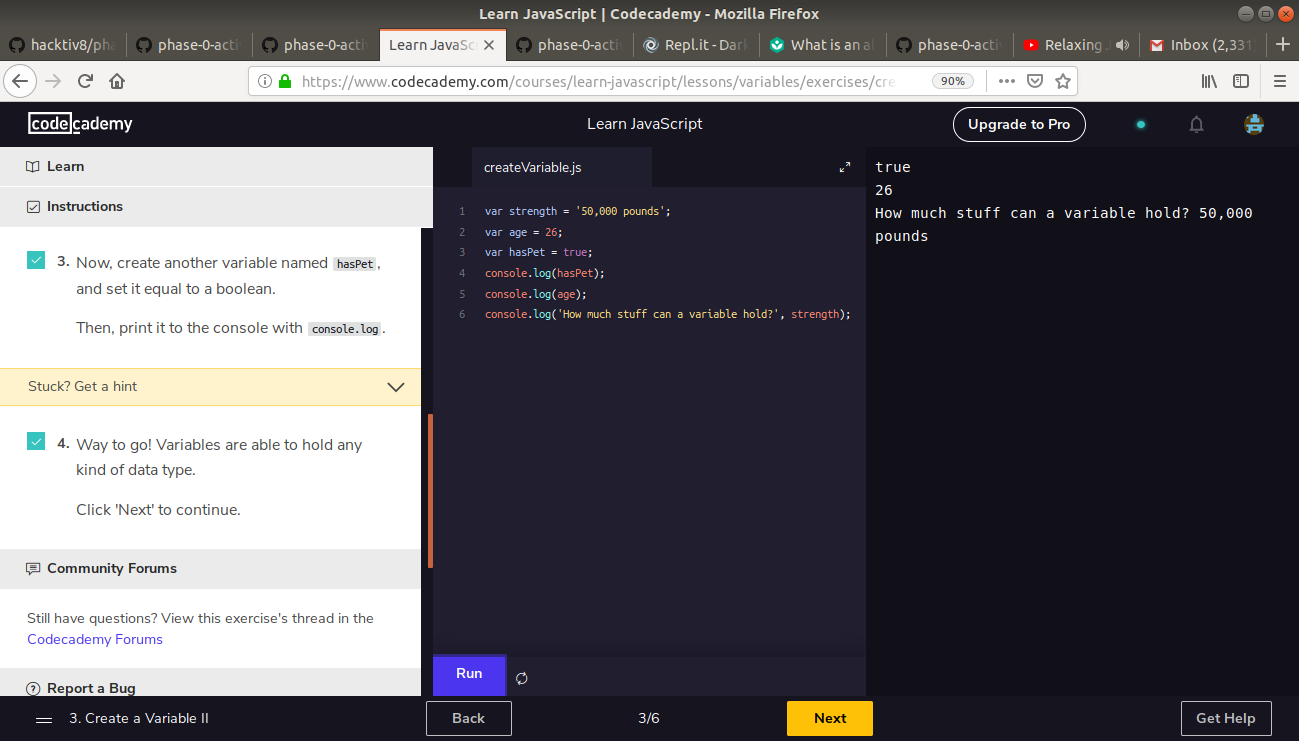 Learn JavaScript | Codecademy - Mozilla Firefox
hacktiv8/pha
phase-0-activ
phase-0-activ
Learn JavaSc
phase-0-activ
Repl.it - Dark
What is an al
phase-0-activ
Relaxing
Inbox (2,331
https://www.codecademy.com/courses/learn-javascript/lessons/variables/exercises/cre
90%
codecademy
Learn JavaScript
Upgrade to Pro
Learn
Instructions
3. Now, create another variable named hasPet,
and set it equal to a boolean.
Then, print it to the console with console.log.
Stuck? Get a hint
4. Way to go! Variables are able to hold any
kind of data type.
Click 'Next' to continue.
Community Forums
Still have questions? View this exercise's thread in the
Codecademy Forums
Report a Bug
createVariable.js
1 var strength = '50,000 pounds';
2 var age = 26;
3 var hasPet = true;
4 console.log(hasPet);
5 console.log(age);
6 console.log('How much stuff can a variable hold?', strength);
Run
true
26
How much stuff can a variable hold? 50,000
pounds
3. Create a Variable II
Back
3/6
Next
Get Help